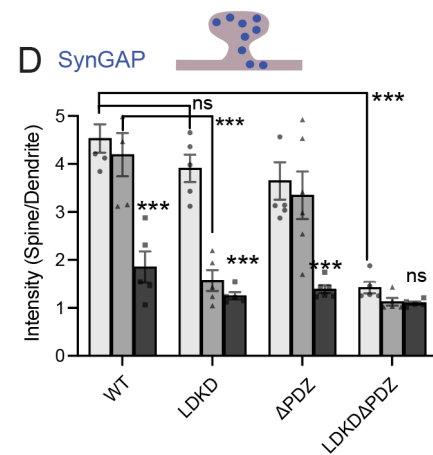 D SynGAP
ns
***
***
5
4
3
2
1
0
Intensity (Spine/Dendrite)
***
***
***
ns
WT
LDKD
ΔPDZ
LDKDΔPDZ